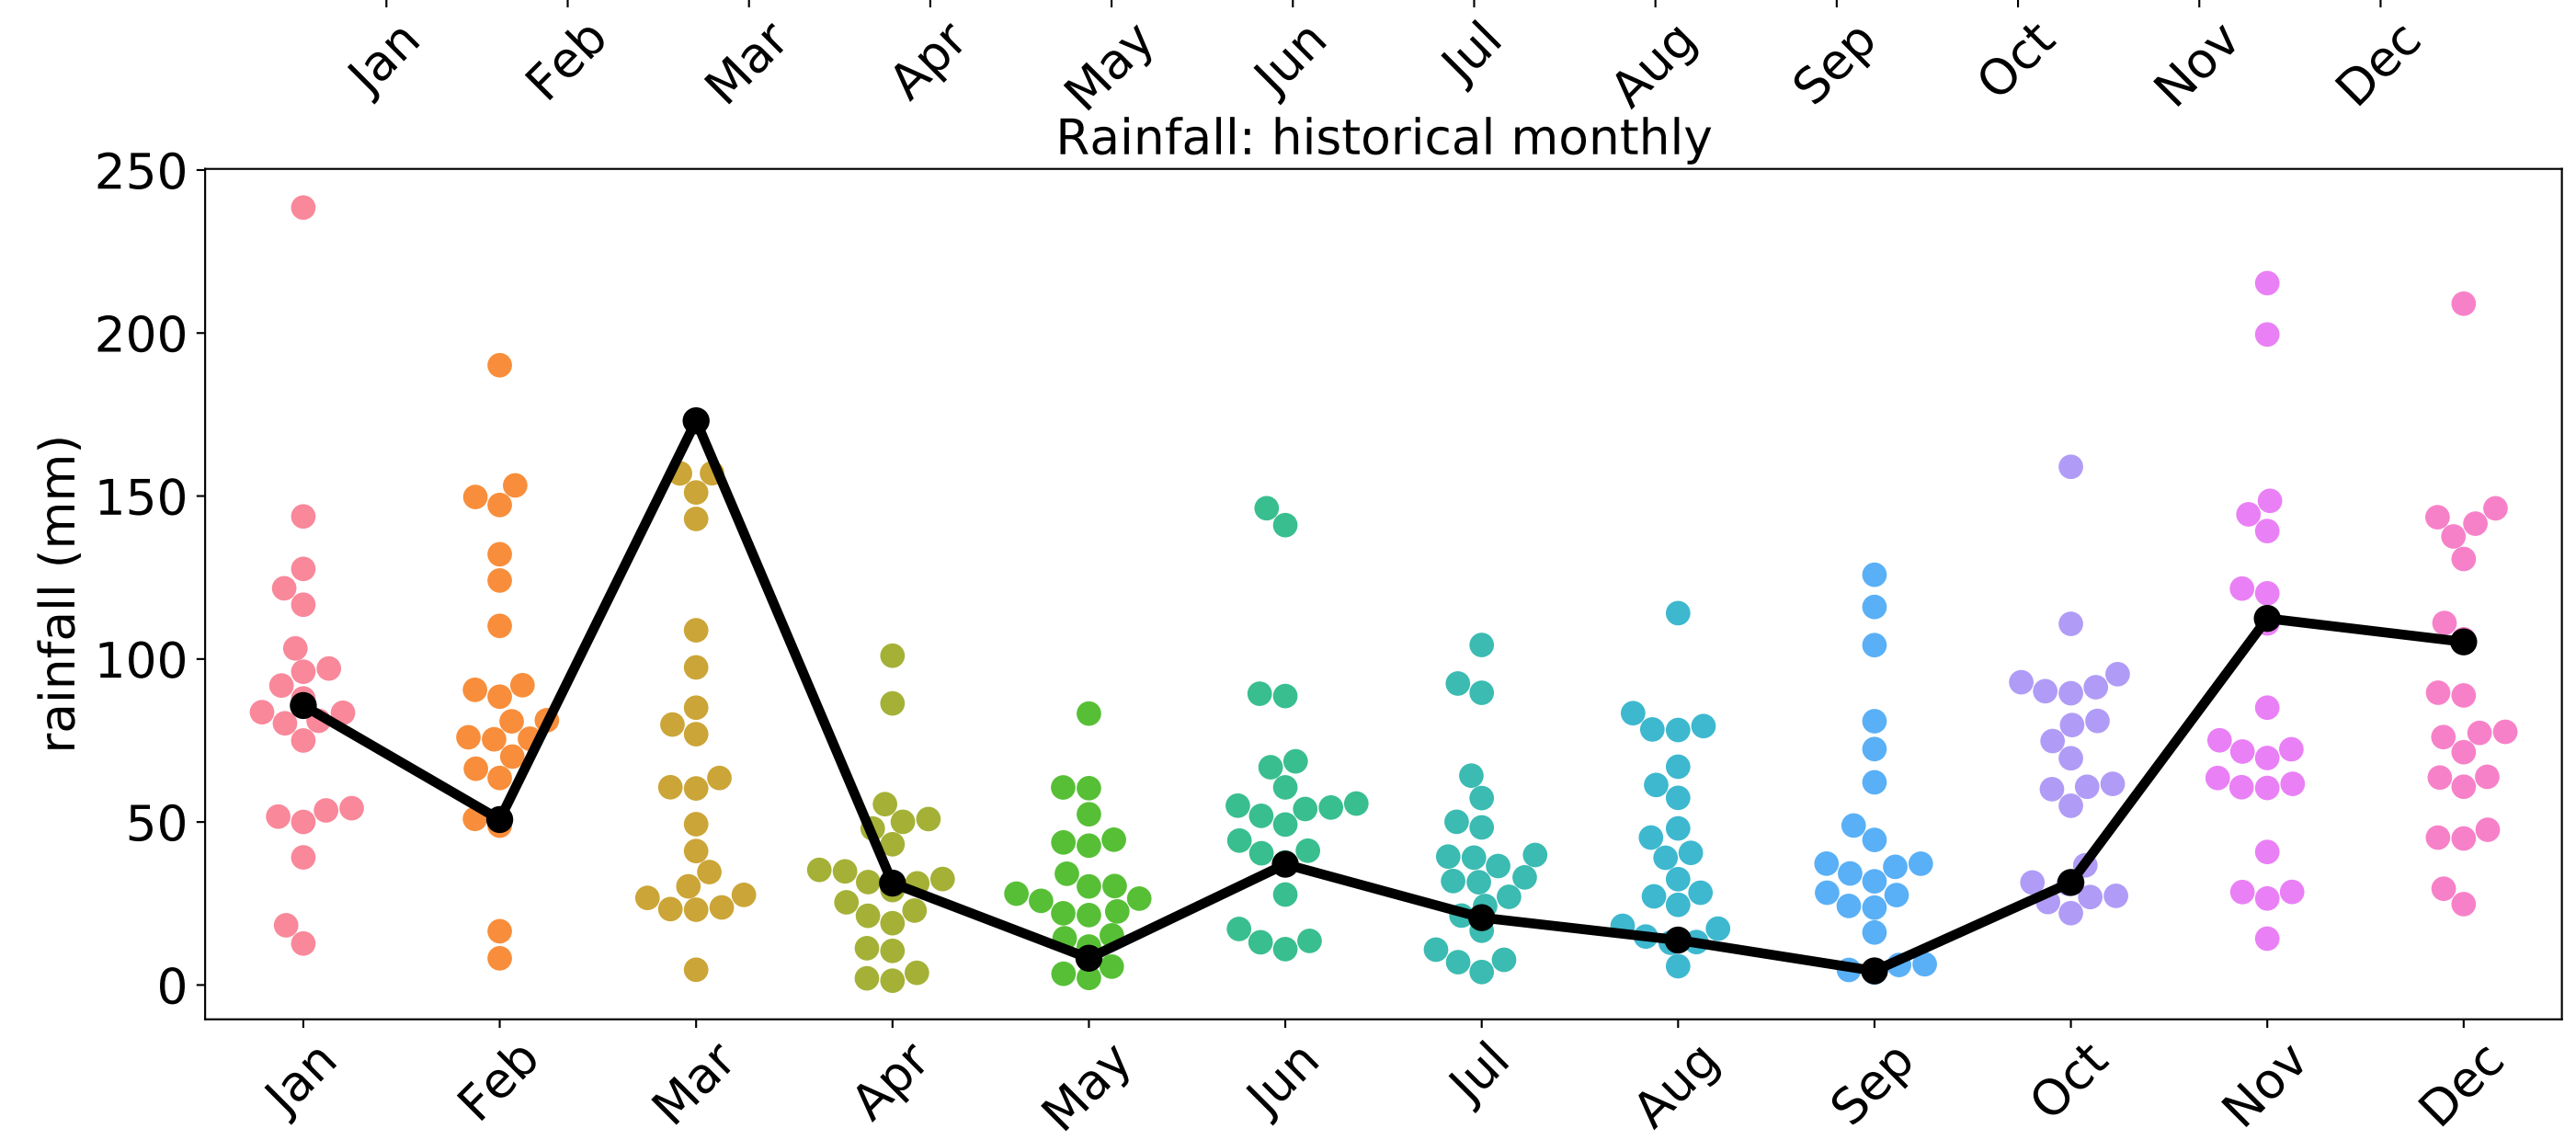 Jan Feb Mar Apr May Jun Jul Aug Sep Oct Nov Dec
Rainfall: historical monthly
250
200
150
100
50
0
rainfall (mm)
Jan Feb Mar Apr May Jun Jul Aug Sep Oct Nov Dec